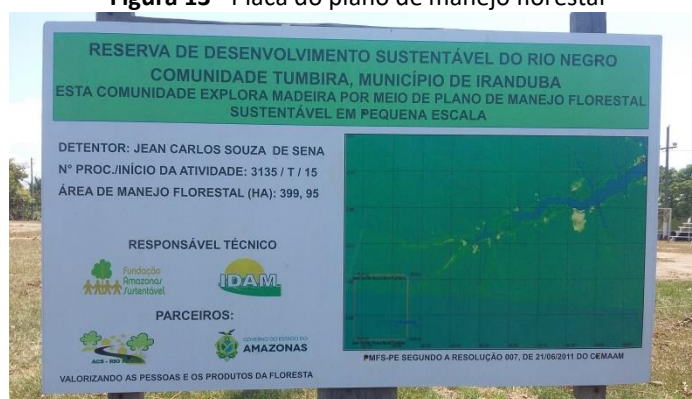 Figura 15 - Placa do plano de manejo florestal
RESERVA DE DESENVOLVIMENTO SUSTENTÁVEL DO RIO NEGRO
COMUNIDADE TUMBIRA, MUNICÍPIO DE IRANDUBA
ESTA COMUNIDADE EXPLORA MADEIRA POR MEIO DE PLANO DE MANEJO FLORESTAL
SUSTENTÁVEL EM PEQUENA ESCALA
DETENTOR: JEAN CARLOS SOUZA DE SENA
Nº PROC./INÍCIO DA ATIVIDADE: 3135 / T / 15
ÁREA DE MANEJO FLORESTAL (HA): 399, 95
RESPONSÁVEL TÉCNICO
Fundação
Amazonas
Sustentável
IDAM
PARCEIROS:
ACS - RIO
GOVERNO DO ESTADO DO
AMAZONAS
PMFS-PE SEGUNDO A RESOLUÇÃO 007, DE 21/06/2011 DO CEMAAM
VALORIZANDO AS PESSOAS E OS PRODUTOS DA FLORESTA